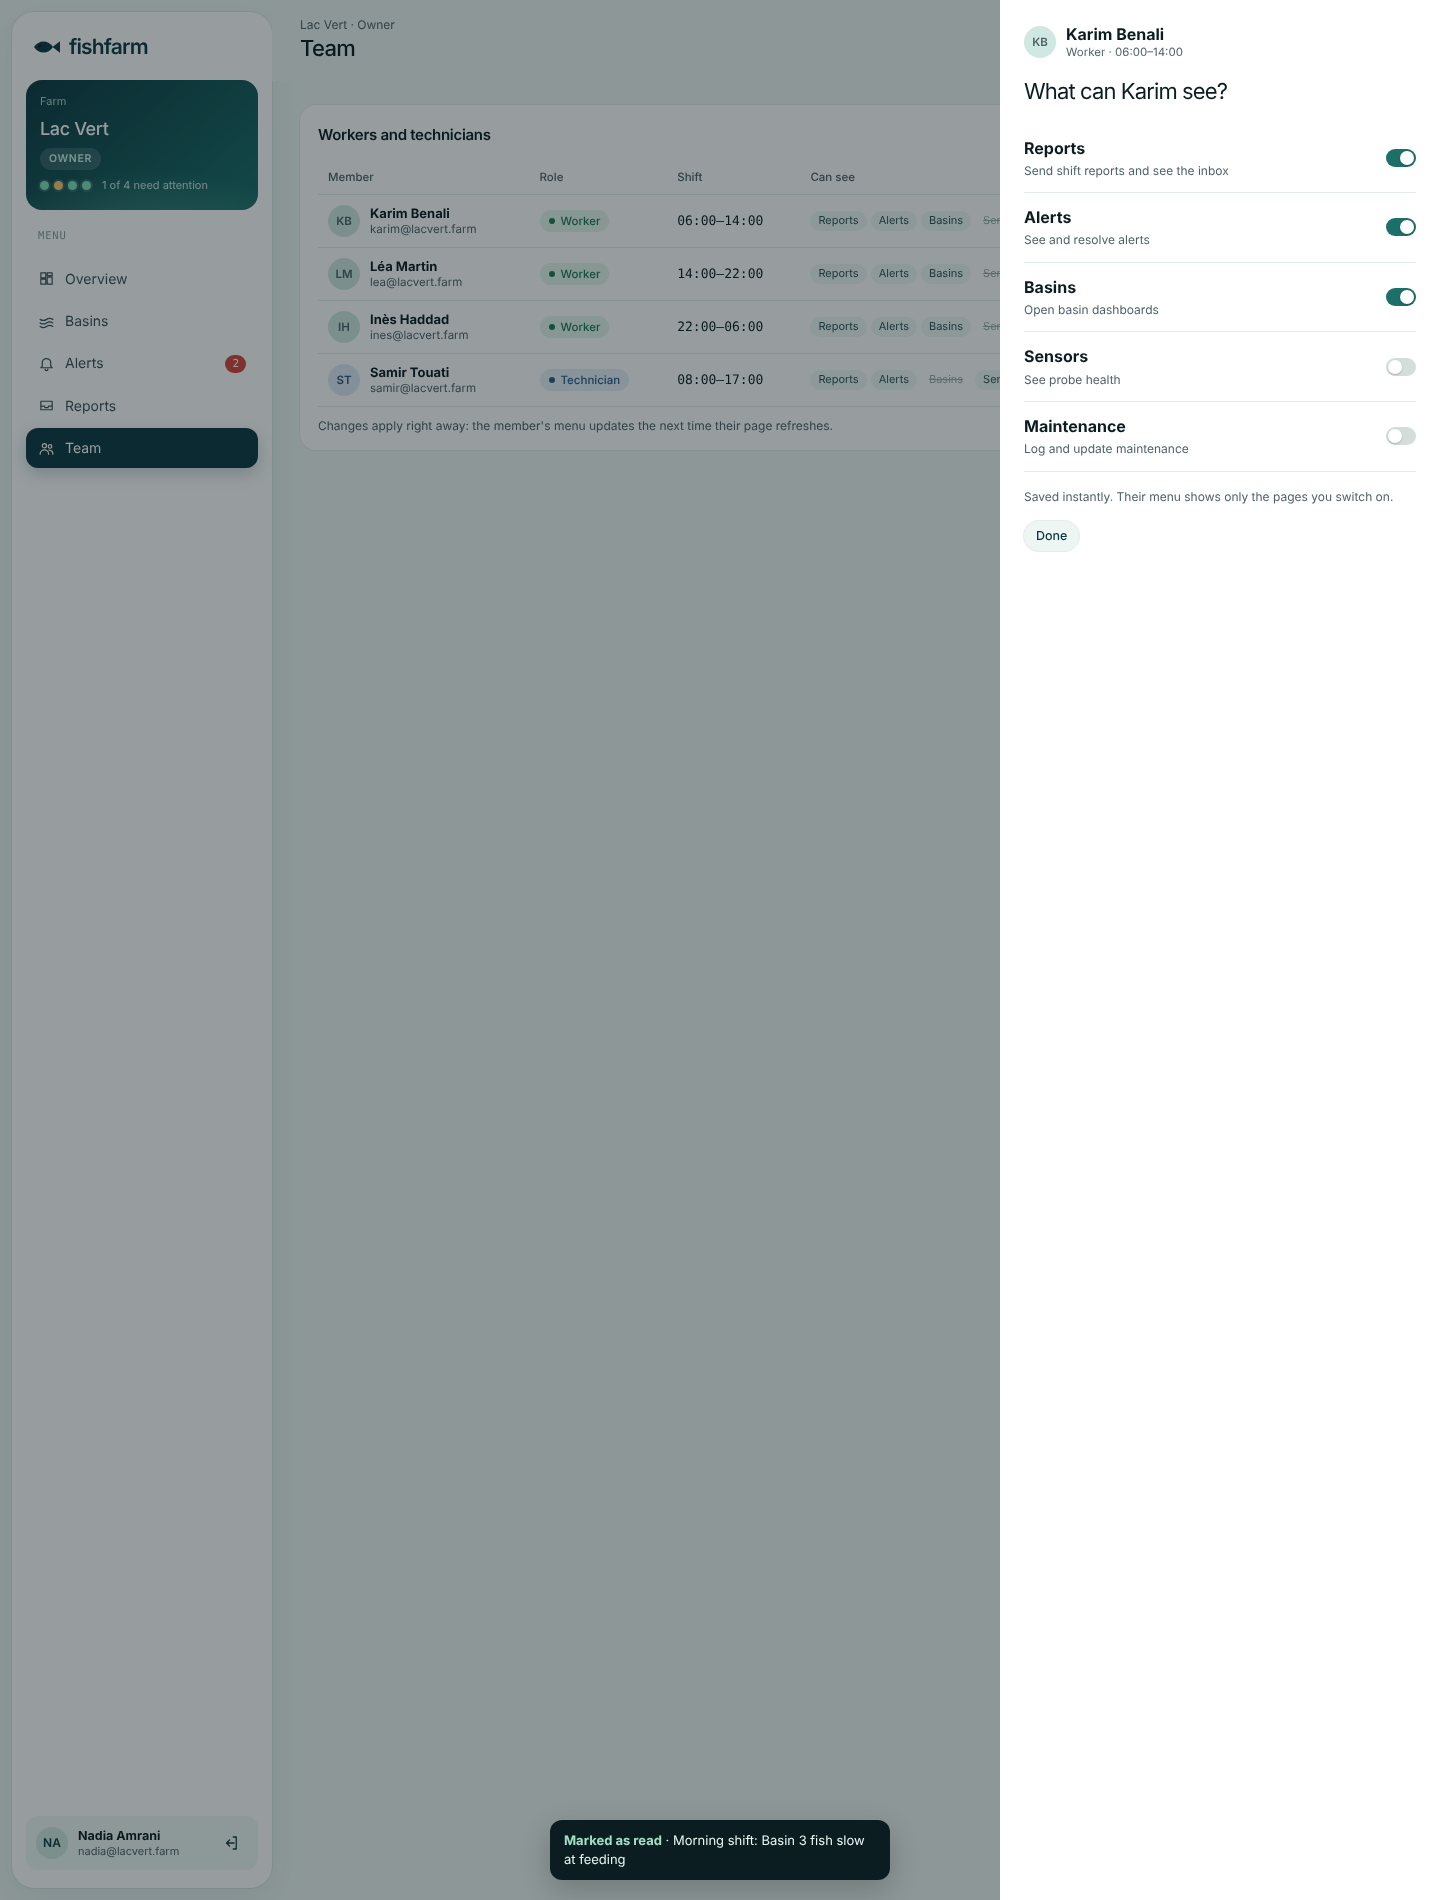 fishfarm
Farm
Lac Vert
OWNER
1 of 4 need attention
MENU
Overview
Basins
Alerts 2
Reports
Team
NA
Nadia Amrani
nadia@lacvert.farm
Lac Vert · Owner
Team
Workers and technicians
Member Role Shift Can see
KB Karim Benali Worker 06:00–14:00 Reports Alerts Basins
karim@lacvert.farm
LM Léa Martin Worker 14:00–22:00 Reports Alerts Basins
lea@lacvert.farm
IH Inès Haddad Worker 22:00–06:00 Reports Alerts Basins
ines@lacvert.farm
ST Samir Touati Technician 08:00–17:00 Reports Alerts Basins
samir@lacvert.farm
Changes apply right away: the member's menu updates the next time their page refreshes.
Marked as read · Morning shift: Basin 3 fish slow
at feeding
KB
Karim Benali
Worker · 06:00–14:00
What can Karim see?
Reports
Send shift reports and see the inbox
Alerts
See and resolve alerts
Basins
Open basin dashboards
Sensors
See probe health
Maintenance
Log and update maintenance
Saved instantly. Their menu shows only the pages you switch on.
Done